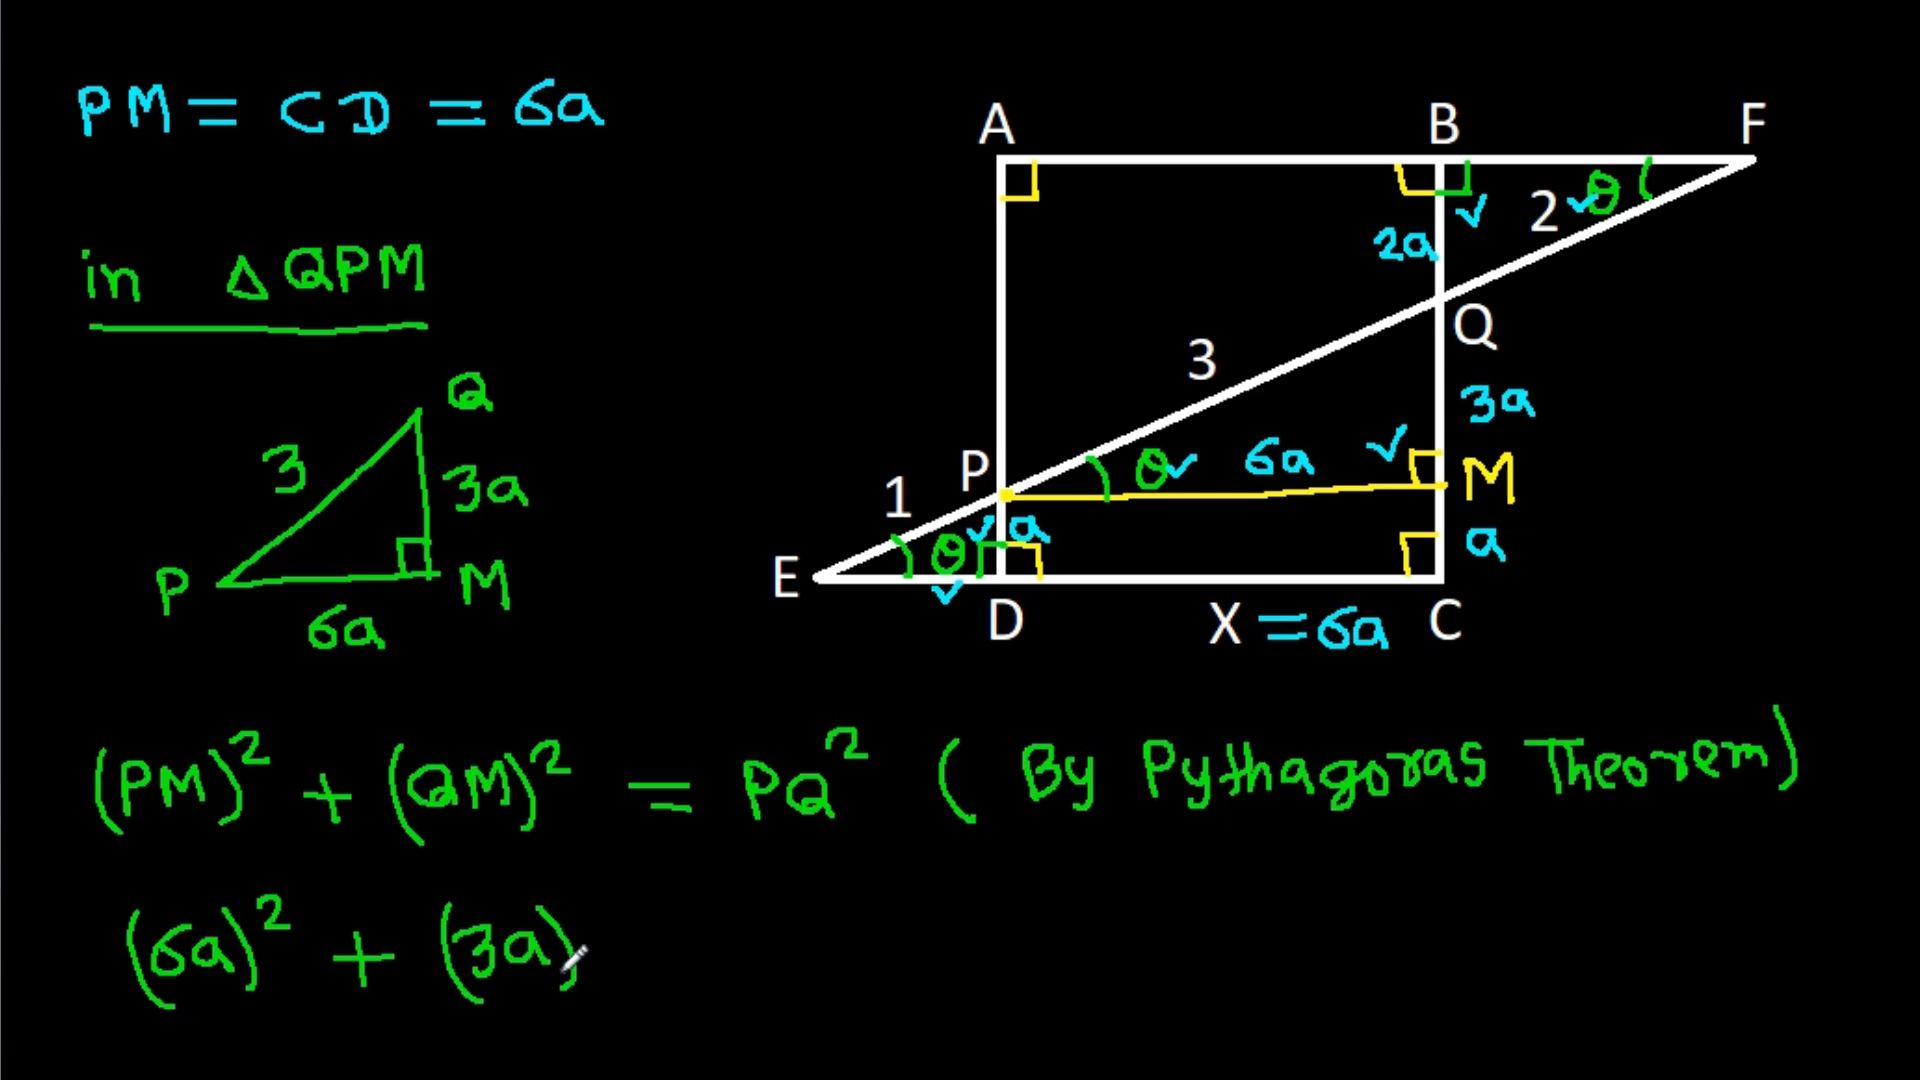 PM = CD = 6a
in Δ QPM
Q
3
3a
P
M
6a
A B F
2 θ
2a
Q
3
3a
P θ 6a M
1
a
θ a
E
D X = 6a C
(PM)² + (QM)² = PQ² ( By Pythagoras Theorem)
(6a)² + (3a)